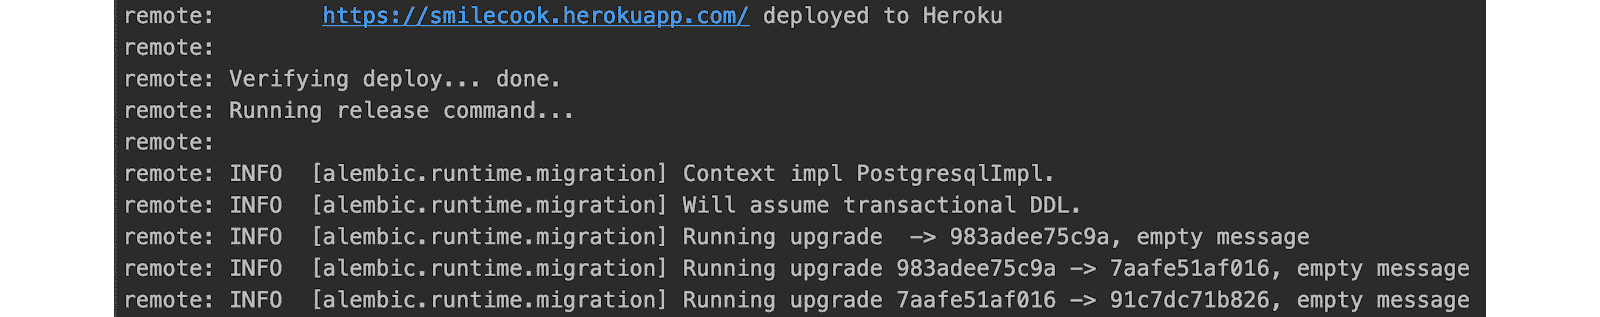 remote:        https://smilecook.herokuapp.com/ deployed to Heroku
remote:
remote: Verifying deploy... done.
remote: Running release command...
remote:
remote: INFO  [alembic.runtime.migration] Context impl PostgresqlImpl.
remote: INFO  [alembic.runtime.migration] Will assume transactional DDL.
remote: INFO  [alembic.runtime.migration] Running upgrade  -> 983adee75c9a, empty message
remote: INFO  [alembic.runtime.migration] Running upgrade 983adee75c9a -> 7aafe51af016, empty message
remote: INFO  [alembic.runtime.migration] Running upgrade 7aafe51af016 -> 91c7dc71b826, empty message